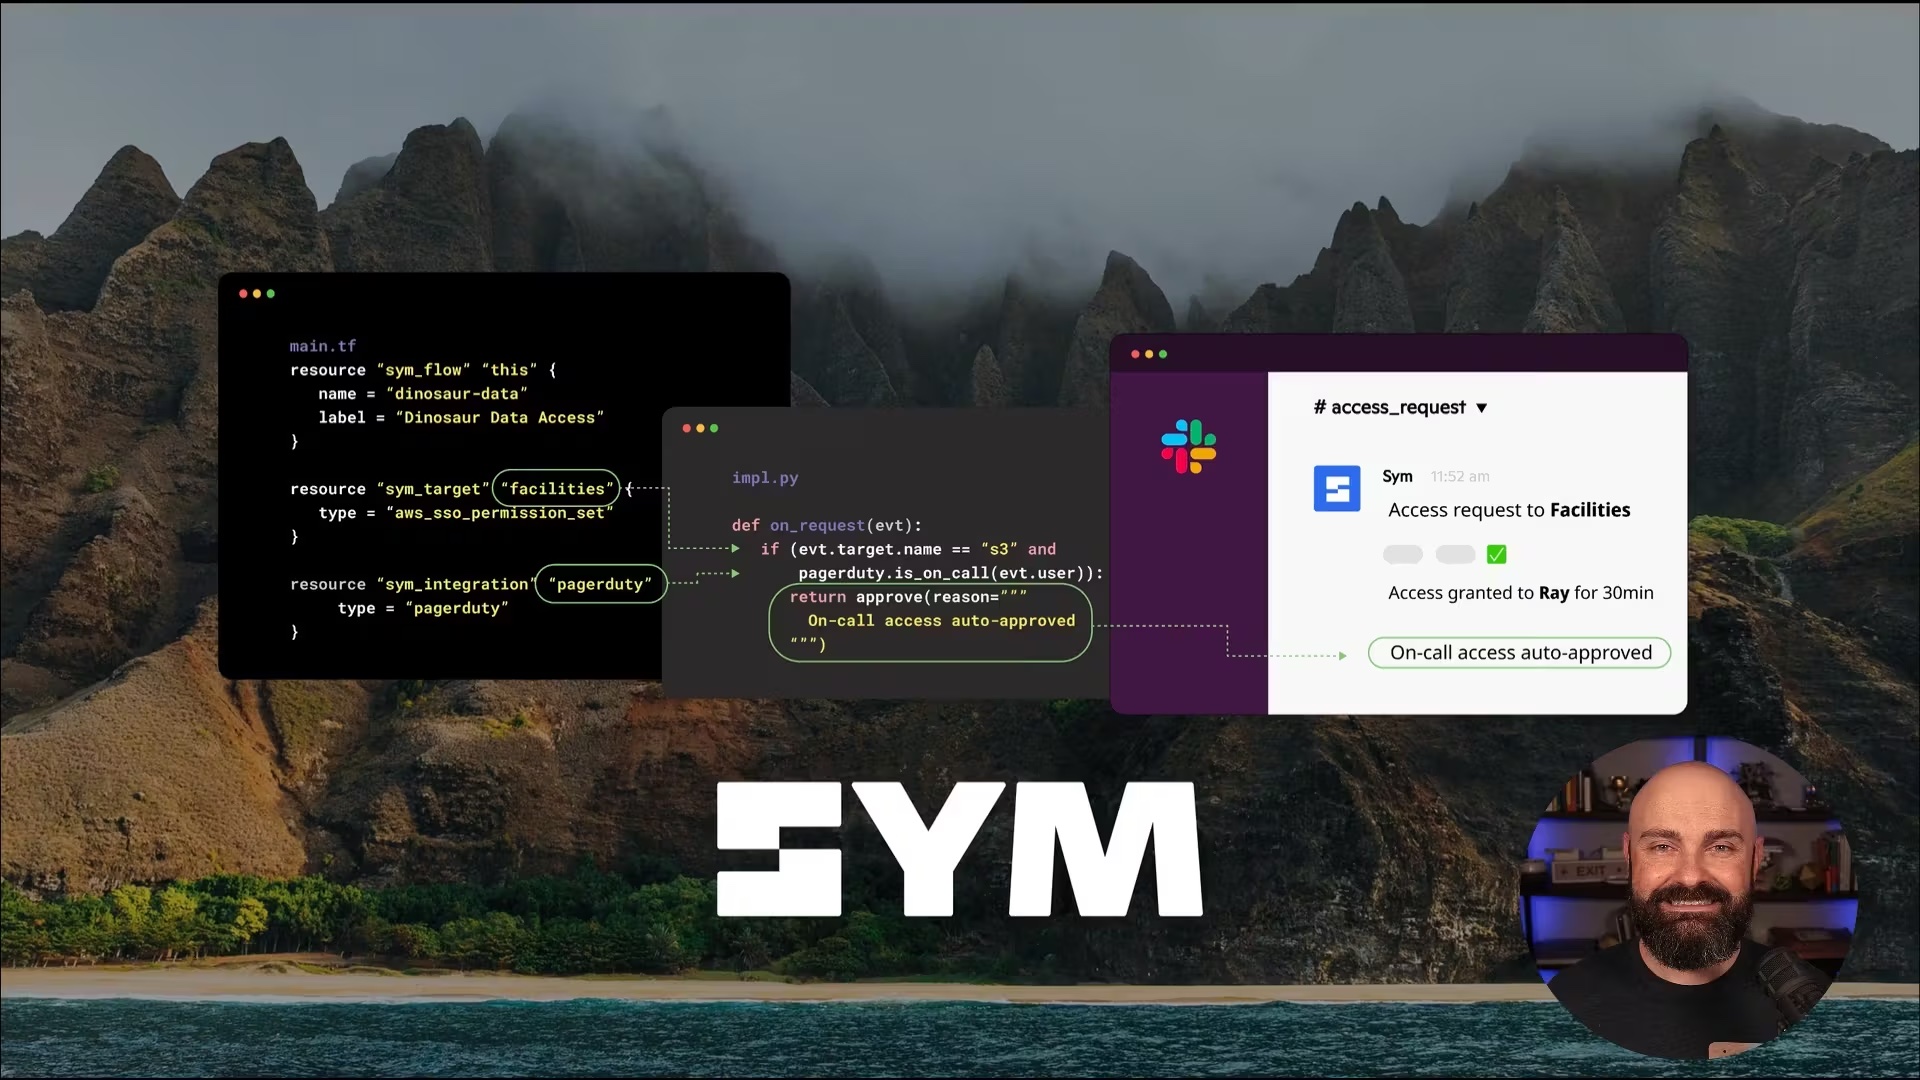 main.tf
resource “sym_flow” “this” {
name = “dinosaur-data”
label = “Dinosaur Data Access”
}
resource “sym_target” “facilities” {
type = “aws_sso_permission_set”
}
resource “sym_integration” “pagerduty”
type = “pagerduty”
}
impl.py
def on_request(evt):
if (evt.target.name == “s3” and
pagerduty.is_on_call(evt.user)):
return approve(reason=”””
On-call access auto-approved
“””)
# access_request ▼
Sym 11:52 am
Access request to Facilities
Access granted to Ray for 30min
On-call access auto-approved
SYM
EXIT